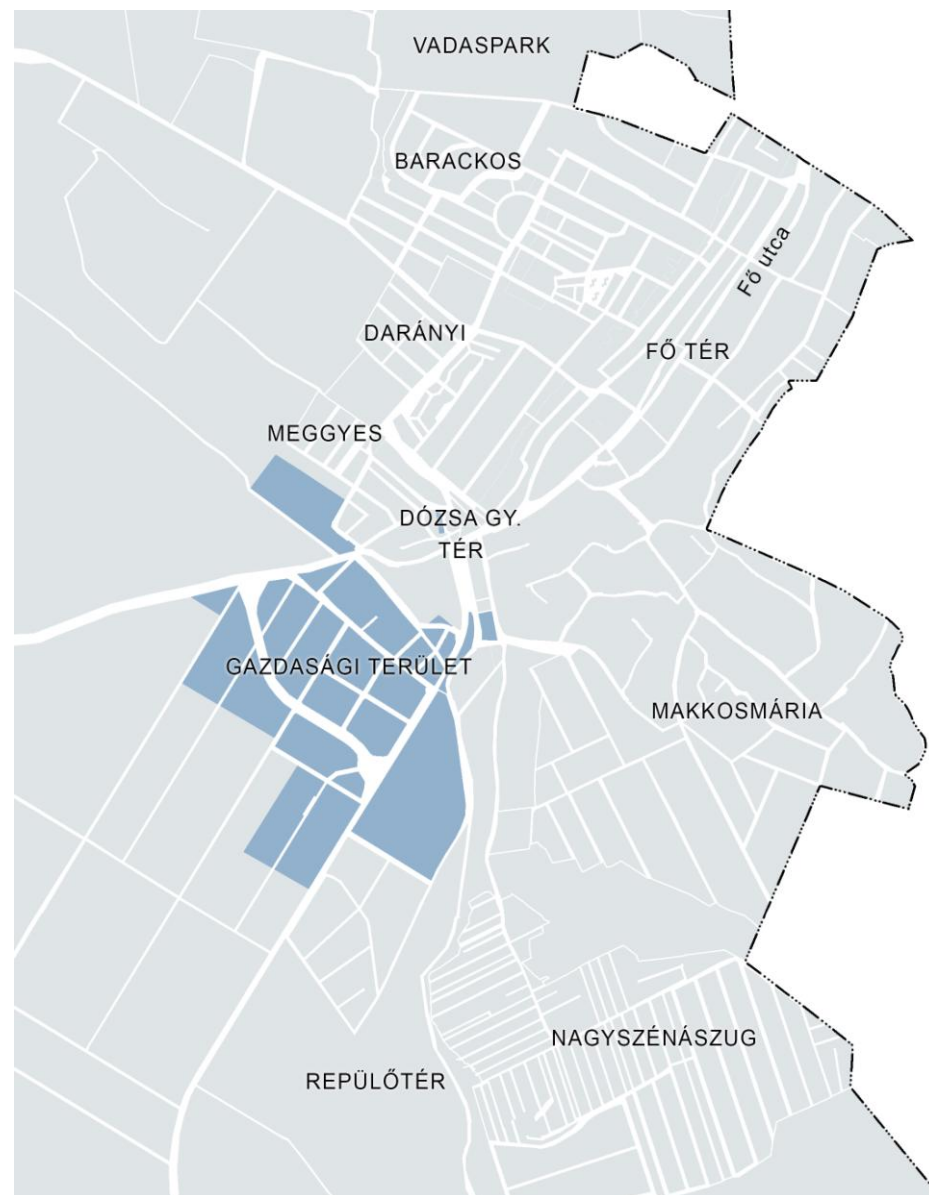 VADASPARK
BARACKOS
Fő utca
DARÁNYI
FŐ TÉR
MEGGYES
DÓZSA GY.
TÉR
GAZDASÁGI TERÜLET
MAKKOSMÁRIA
NAGYSZÉNÁSZUG
REPÜLŐTÉR